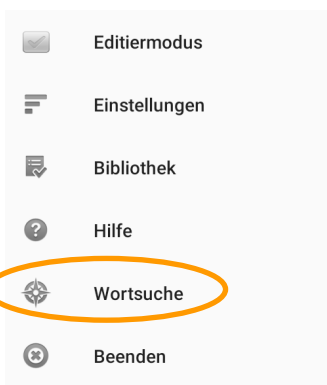 Editiermodus
Einstellungen
Bibliothek
Hilfe
Wortsuche
Beenden